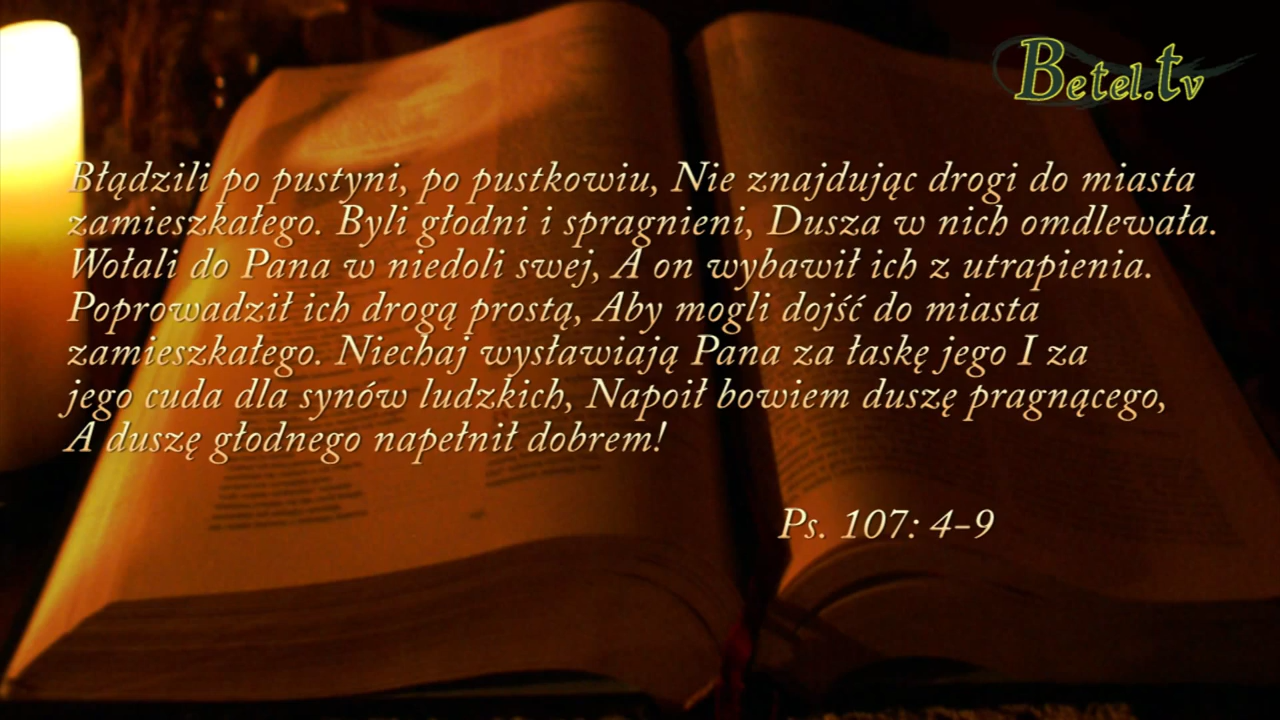 Betel.tv
Błądzili po pustyni, po pustkowiu, Nie znajdując drogi do miasta
zamieszkałego. Byli głodni i spragnieni, Dusza w nich omdlewała.
Wołali do Pana w niedoli swej, A on wybawił ich z utrapienia.
Poprowadził ich drogą prostą, Aby mogli dojść do miasta
zamieszkałego. Niechaj wysławiają Pana za łaskę jego I za
jego cuda dla synów ludzkich, Napoił bowiem duszę pragnącego,
A duszę głodnego napełnił dobrem!
Ps. 107: 4-9